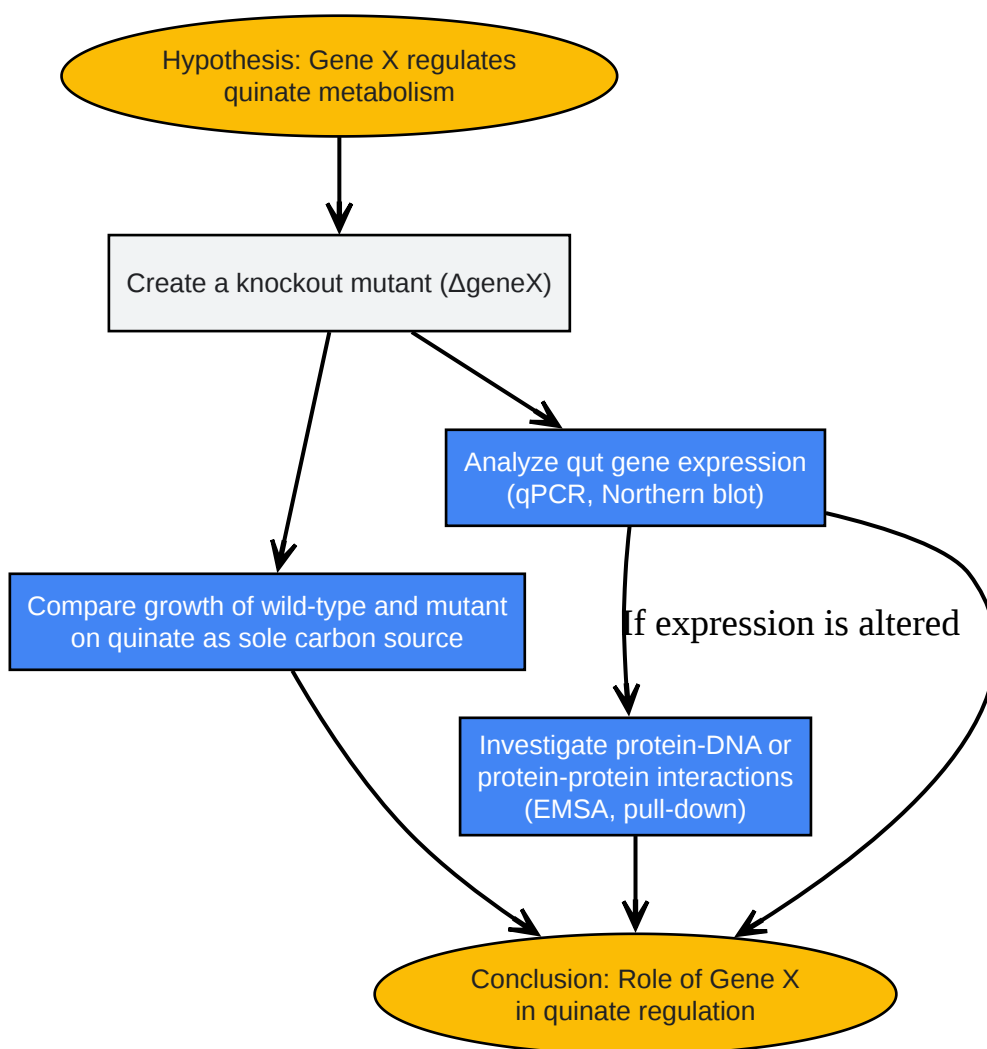 Hypothesis: Gene X regulates
quinate metabolism
Create a knockout mutant (ΔgeneX)
Analyze qut gene expression
(qPCR, Northern blot)
Compare growth of wild-type and mutant
on quinate as sole carbon source
If expression is altered
Investigate protein-DNA or
protein-protein interactions
(EMSA, pull-down)
Conclusion: Role of Gene X
in quinate regulation